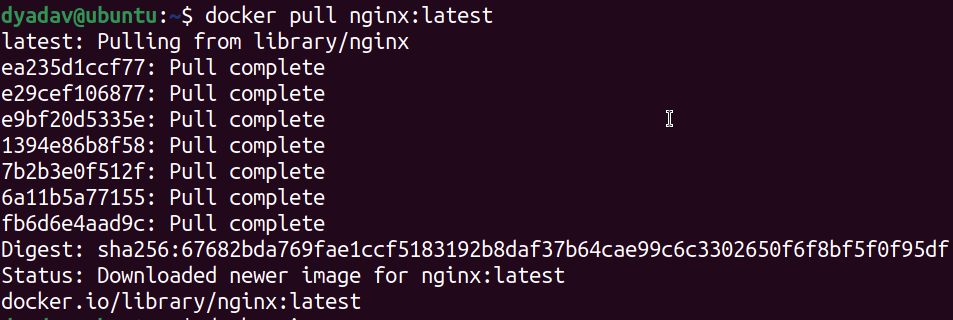 dyadav@ubuntu:~$ docker pull nginx:latest
latest: Pulling from library/nginx
ea235d1ccf77: Pull complete
e29cef106877: Pull complete
e9bf20d5335e: Pull complete
1394e86b8f58: Pull complete
7b2b3e0f512f: Pull complete
6a11b5a77155: Pull complete
fb6d6e4aad9c: Pull complete
Digest: sha256:67682bda769fae1ccf5183192b8daf37b64cae99c6c3302650f6f8bf5f0f95df
Status: Downloaded newer image for nginx:latest
docker.io/library/nginx:latest